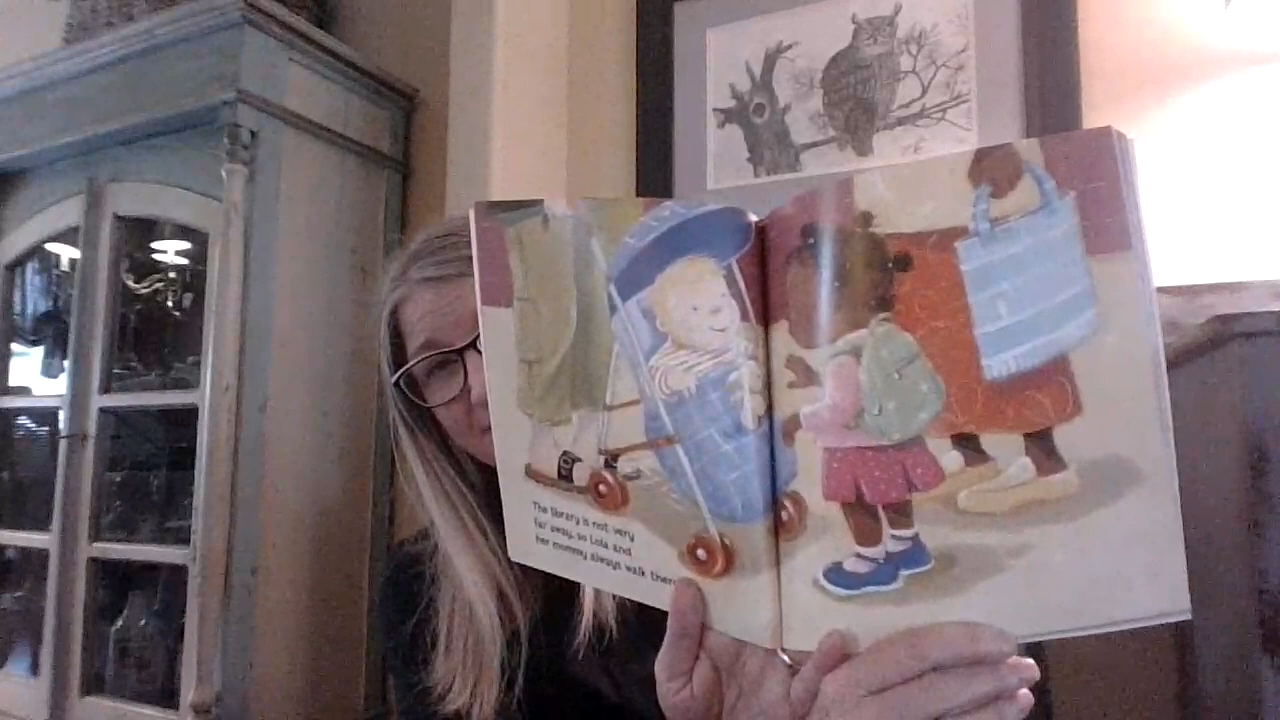 The library is not very
far away, so Lola and
her mommy always walk there